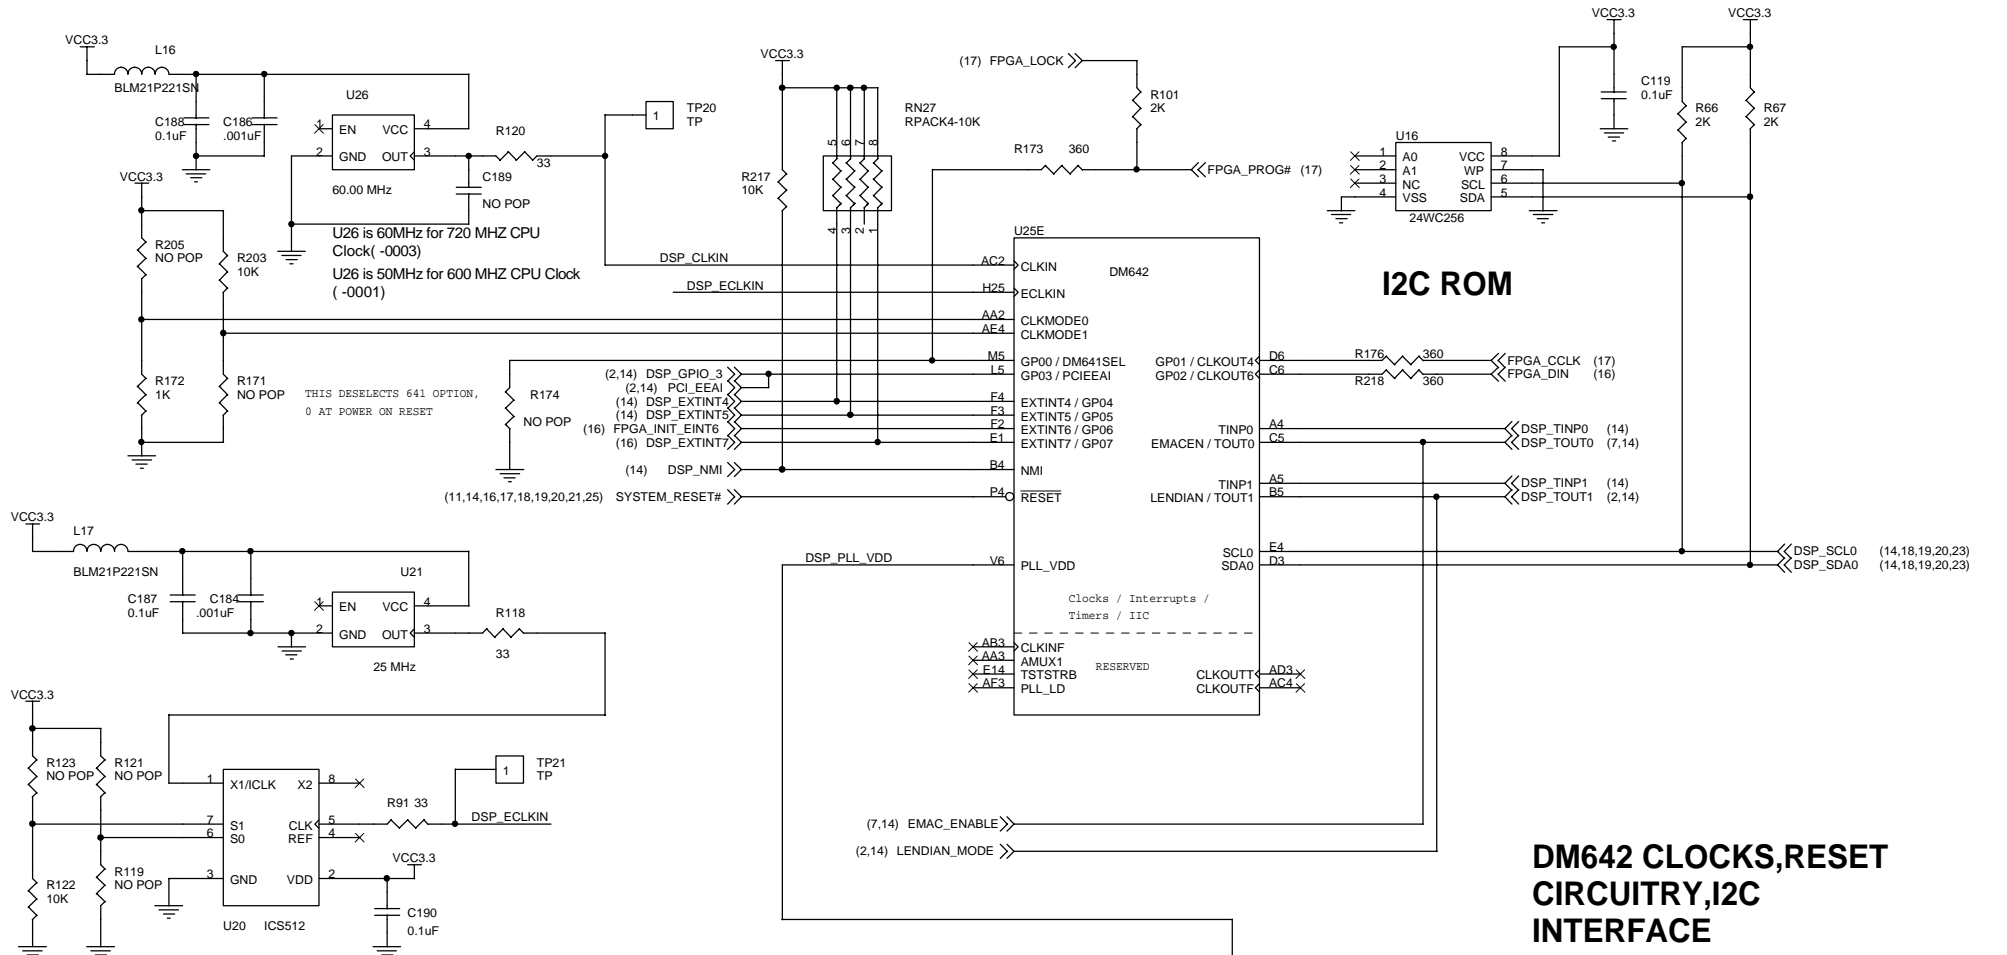 VCC3.3
L16
BLM21P221SN
C188
0.1uF
C186
.001uF
U26
1 EN VCC 4
2 GND OUT 3
60.00 MHz
R120
33
C189
NO POP
1
TP20
TP
U26 is 60MHz for 720 MHZ CPU
Clock( -0003)
U26 is 50MHz for 600 MHZ CPU Clock
( -0001)
VCC3.3
R205
NO POP
R203
10K
R172
1K
R171
NO POP
THIS DESELECTS 641 OPTION,
0 AT POWER ON RESET
VCC3.3
R217
10K
RN27
RPACK4-10K
5 6 7 8
4 3 2 1
(17) FPGA_LOCK
R101
2K
R173 360
FPGA_PROG# (17)
R174
NO POP
DSP_CLKIN
DSP_ECLKIN
(2,14) DSP_GPIO_3
(2,14) PCI_EEAI
(14) DSP_EXTINT4
(14) DSP_EXTINT5
(16) FPGA_INIT_EINT6
(16) DSP_EXTINT7
(14) DSP_NMI
(11,14,16,17,18,19,20,21,25) SYSTEM_RESET#
DSP_PLL_VDD
U25E
DM642
AC2 CLKIN
H25 ECLKIN
AA2 CLKMODE0
AE4 CLKMODE1
M5 GP00 / DM641SEL
L5 GP03 / PCIEEAI
F4 EXTINT4 / GP04
F3 EXTINT5 / GP05
F2 EXTINT6 / GP06
E1 EXTINT7 / GP07
B4 NMI
P4 RESET
V6 PLL_VDD
GP01 / CLKOUT4 D6
GP02 / CLKOUT6 C6
TINP0 A4
EMACEN / TOUT0 C5
TINP1 A5
LENDIAN / TOUT1 B5
SCL0 E4
SDA0 D3
Clocks / Interrupts /
Timers / IIC
AB3 CLKINF
AA3 AMUX1
E14 TSTSTRB
AF3 PLL_LD
RESERVED
CLKOUTT AD3
CLKOUTF AC4
R176 360
R218 360
FPGA_CCLK (17)
FPGA_DIN (16)
DSP_TINP0 (14)
DSP_TOUT0 (7,14)
DSP_TINP1 (14)
DSP_TOUT1 (2,14)
DSP_SCL0 (14,18,19,20,23)
DSP_SDA0 (14,18,19,20,23)
VCC3.3
VCC3.3
C119
0.1uF
R66
2K
R67
2K
U16
1 A0 VCC 8
2 A1 WP 7
3 NC SCL 6
4 VSS SDA 5
24WC256
I2C ROM
VCC3.3
L17
BLM21P221SN
C187
0.1uF
C184
.001uF
U21
1 EN VCC 4
2 GND OUT 3
25 MHz
R118
33
VCC3.3
R123
NO POP
R121
NO POP
R122
10K
R119
NO POP
1 X1/ICLK X2 8
7 S1 CLK 5
6 S0 REF 4
3 GND VDD 2
U20 ICS512
R91 33
DSP_ECLKIN
1
TP21
TP
VCC3.3
C190
0.1uF
(7,14) EMAC_ENABLE
(2,14) LENDIAN_MODE
DM642 CLOCKS,RESET
CIRCUITRY,I2C
INTERFACE